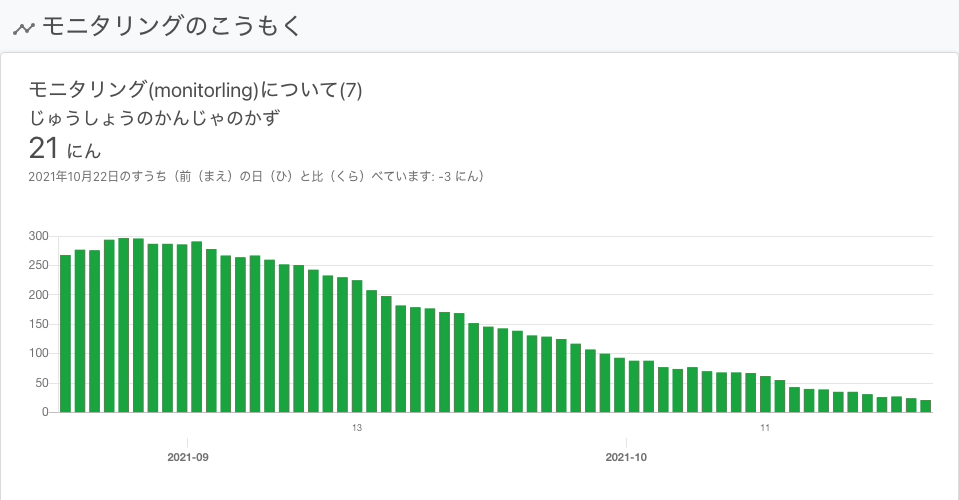 モニタリングのこうもく
モニタリング(monitorling)について(7)
じゅうしょうのかんじゃのかず
21 にん
2021年10月22日のすうち（前（まえ）の日（ひ）と比（くら）べています: -3 にん）
300
250
200
150
100
50
0
13
11
2021-09
2021-10